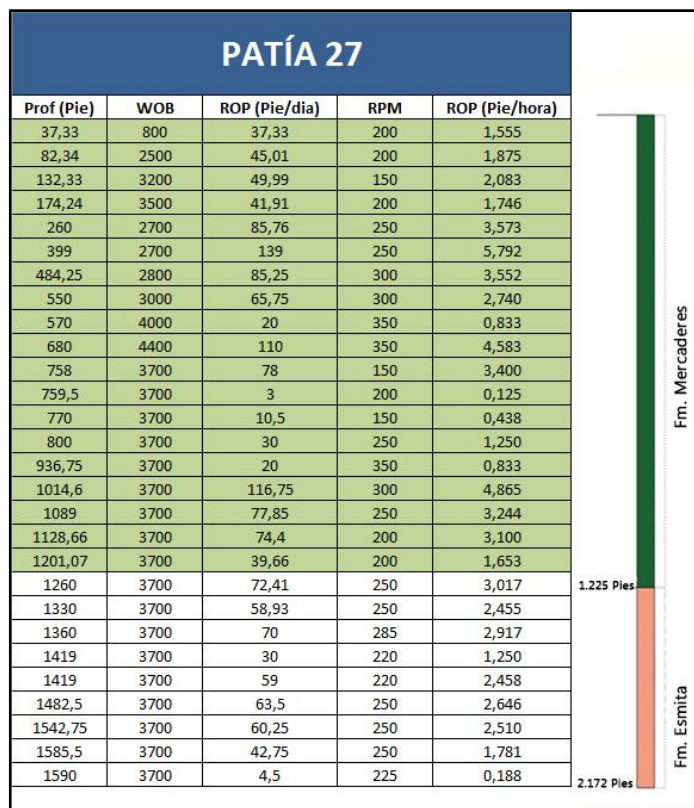 PATÍA 27
Prof (Pie) WOB ROP (Pie/dia) RPM ROP (Pie/hora)
37,33 800 37,33 200 1,555
82,34 2500 45,01 200 1,875
132,33 3200 49,99 150 2,083
174,24 3500 41,91 200 1,746
260 2700 85,76 250 3,573
399 2700 139 250 5,792
484,25 2800 85,25 300 3,552
550 3000 65,75 300 2,740
570 4000 20 350 0,833
680 4400 110 350 4,583
758 3700 78 150 3,400
759,5 3700 3 200 0,125
770 3700 10,5 150 0,438
800 3700 30 250 1,250
936,75 3700 20 350 0,833
1014,6 3700 116,75 300 4,865
1089 3700 77,85 250 3,244
1128,66 3700 74,4 200 3,100
1201,07 3700 39,66 200 1,653
1260 3700 72,41 250 3,017
1330 3700 58,93 250 2,455
1360 3700 70 285 2,917
1419 3700 30 220 1,250
1419 3700 59 220 2,458
1482,5 3700 63,5 250 2,646
1542,75 3700 60,25 250 2,510
1585,5 3700 42,75 250 1,781
1590 3700 4,5 225 0,188
Fm. Mercaderes
1.225 Pies
Fm. Esmita
2.172 Pies